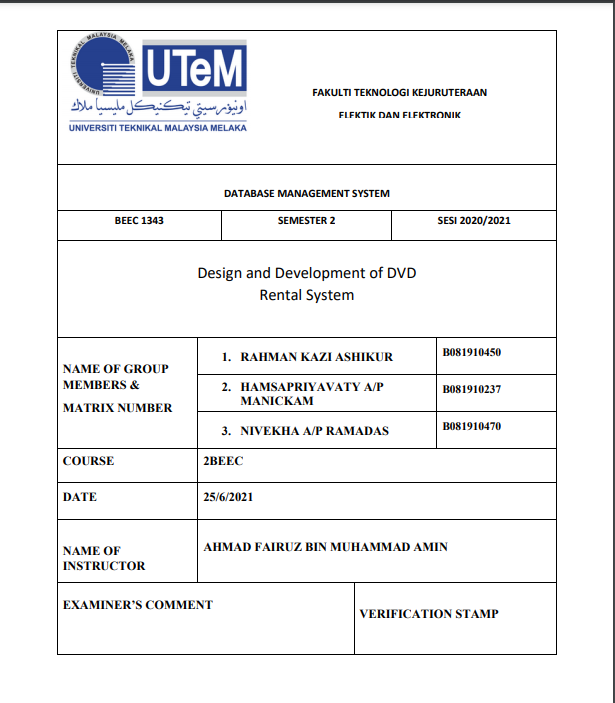 UNIVERSITI TEKNIKAL MALAYSIA MELAKA
UTeM
اونيۏرسيتي تيكنيكل مليسيا ملاك
UNIVERSITI TEKNIKAL MALAYSIA MELAKA
FAKULTI TEKNOLOGI KEJURUTERAAN
ELEKTIK DAN ELEKTRONIK
DATABASE MANAGEMENT SYSTEM
BEEC 1343
SEMESTER 2
SESI 2020/2021
Design and Development of DVD
Rental System
NAME OF GROUP
MEMBERS &
MATRIX NUMBER
1. RAHMAN KAZI ASHIKUR
B081910450
2. HAMSAPRIYAVATY A/P
MANICKAM
B081910237
3. NIVEKHA A/P RAMADAS
B081910470
COURSE
2BEEC
DATE
25/6/2021
NAME OF
INSTRUCTOR
AHMAD FAIRUZ BIN MUHAMMAD AMIN
EXAMINER’S COMMENT
VERIFICATION STAMP